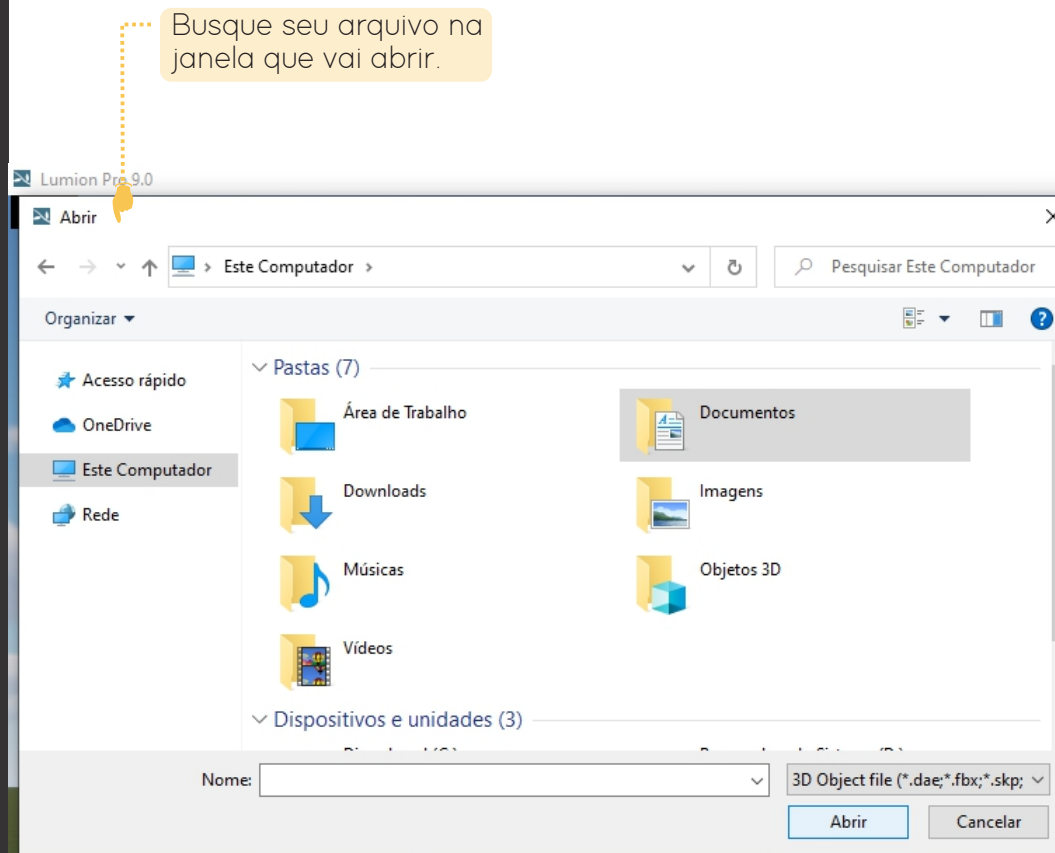 Busque seu arquivo na
janela que vai abrir.
Lumion Pro 9.0
Abrir
Este Computador
Pesquisar Este Computador
Organizar
Acesso rápido
OneDrive
Este Computador
Rede
Pastas (7)
Área de Trabalho
Documentos
Downloads
Imagens
Músicas
Objetos 3D
Vídeos
Dispositivos e unidades (3)
Nome:
3D Object file (*.dae;*.fbx;*.skp;
Abrir
Cancelar